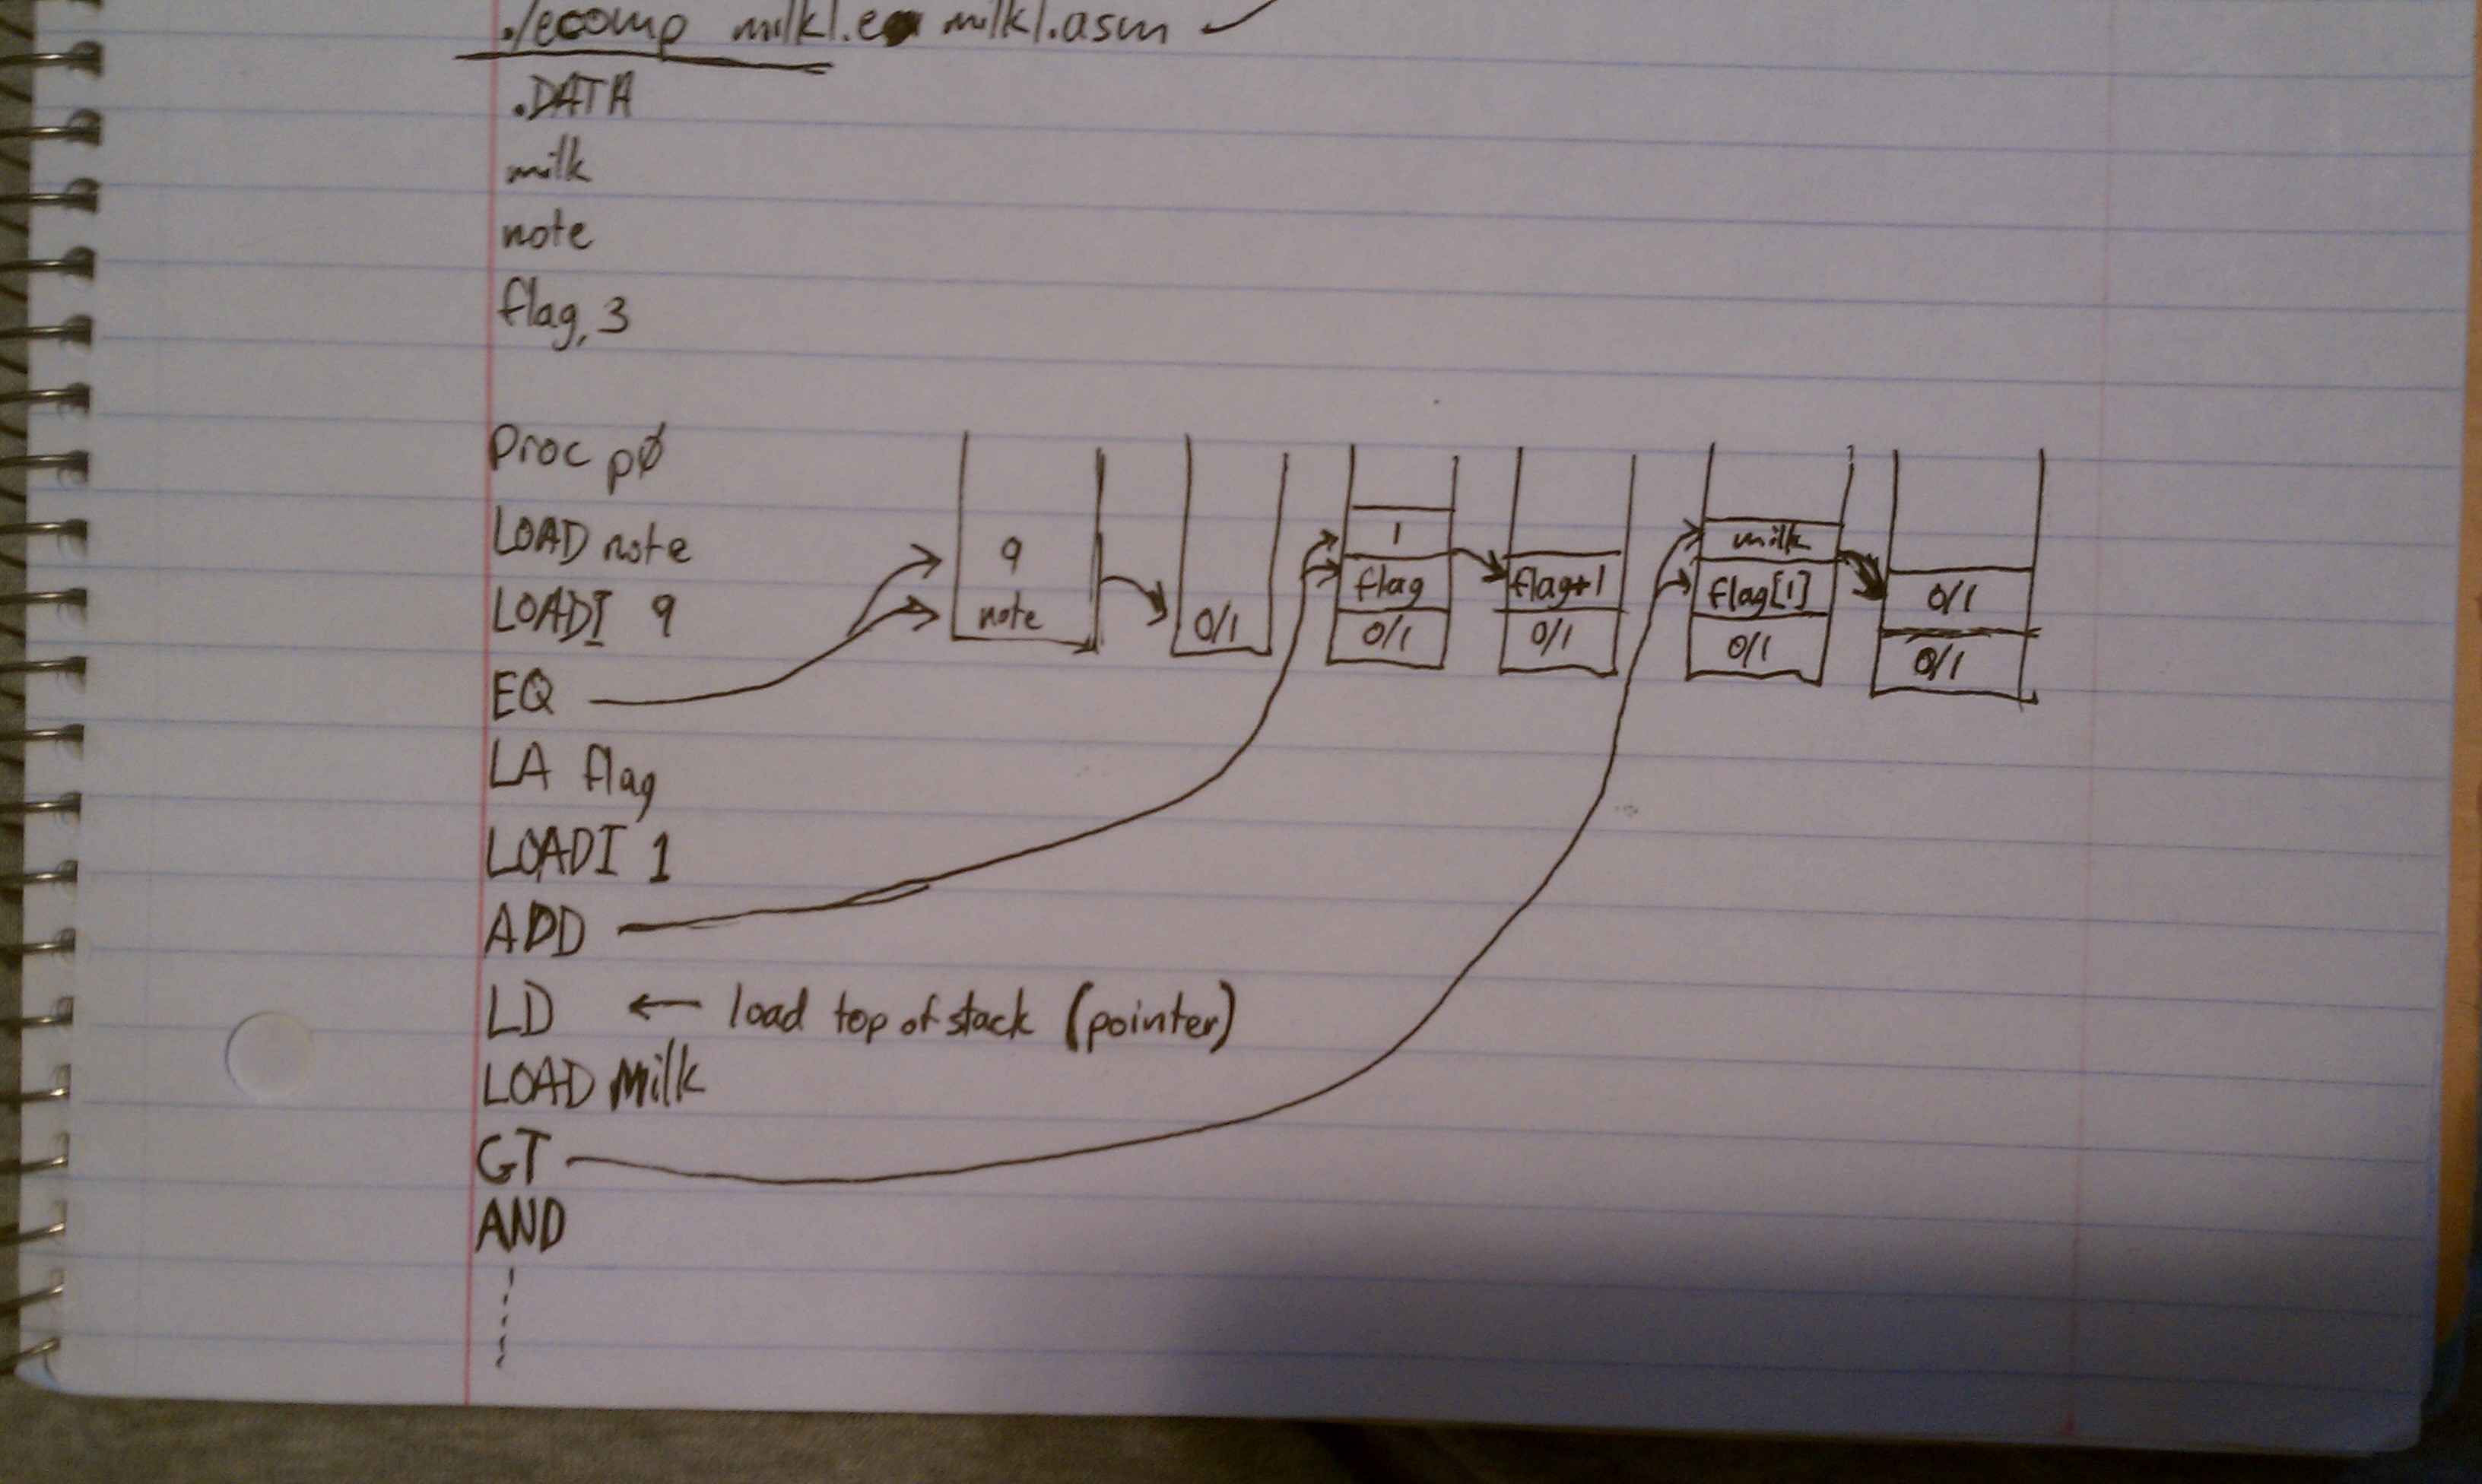 ./ecomp milk1.e milk1.asm
.DATA
milk
note
flag, 3
Proc pØ
LOAD note
LOADI 9
EQ
LA flag
LOADI 1
ADD
LD ← load top of stack (pointer)
LOAD Milk
GT
AND
9
note
0/1
1
flag
0/1
flag+1
0/1
milk
flag[1]
0/1
0/1
0/1